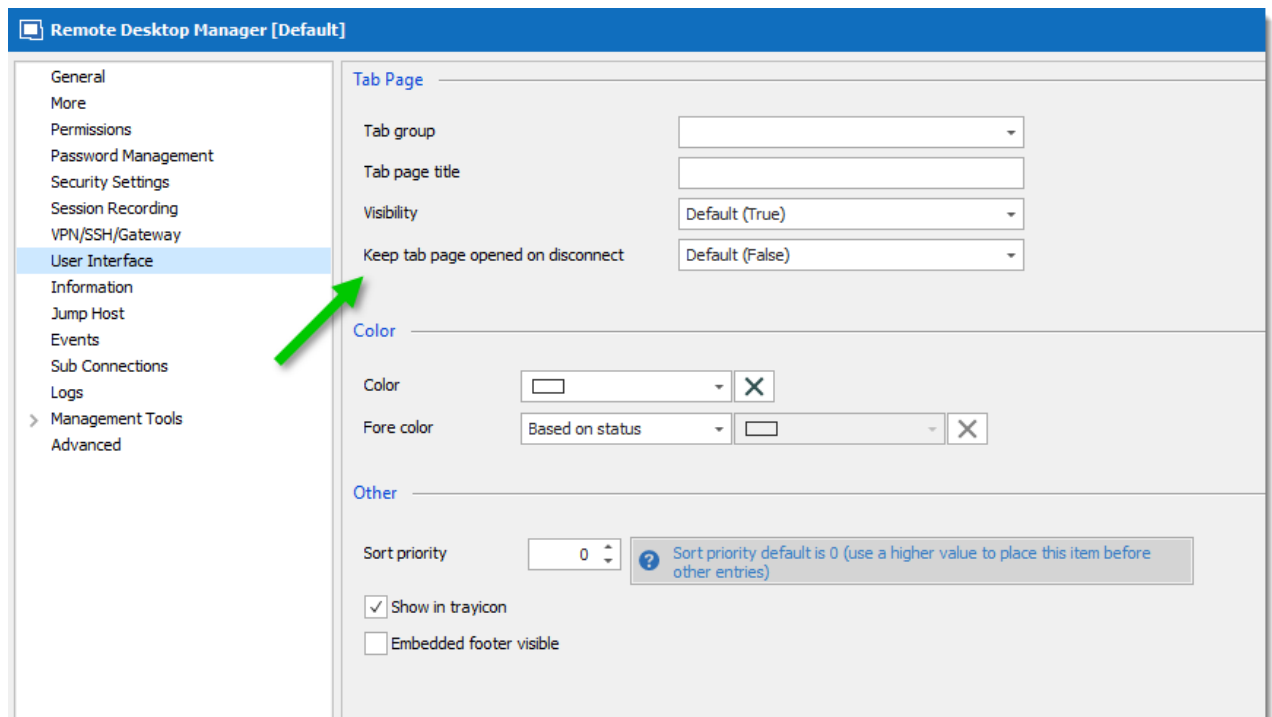 Remote Desktop Manager [Default]
General
More
Permissions
Password Management
Security Settings
Session Recording
VPN/SSH/Gateway
User Interface
Information
Jump Host
Events
Sub Connections
Logs
Management Tools
Advanced
Tab Page
Tab group
Tab page title
Visibility Default (True)
Keep tab page opened on disconnect Default (False)
Color
Color
Fore color Based on status
Other
Sort priority 0 Sort priority default is 0 (use a higher value to place this item before
other entries)
Show in trayicon
Embedded footer visible